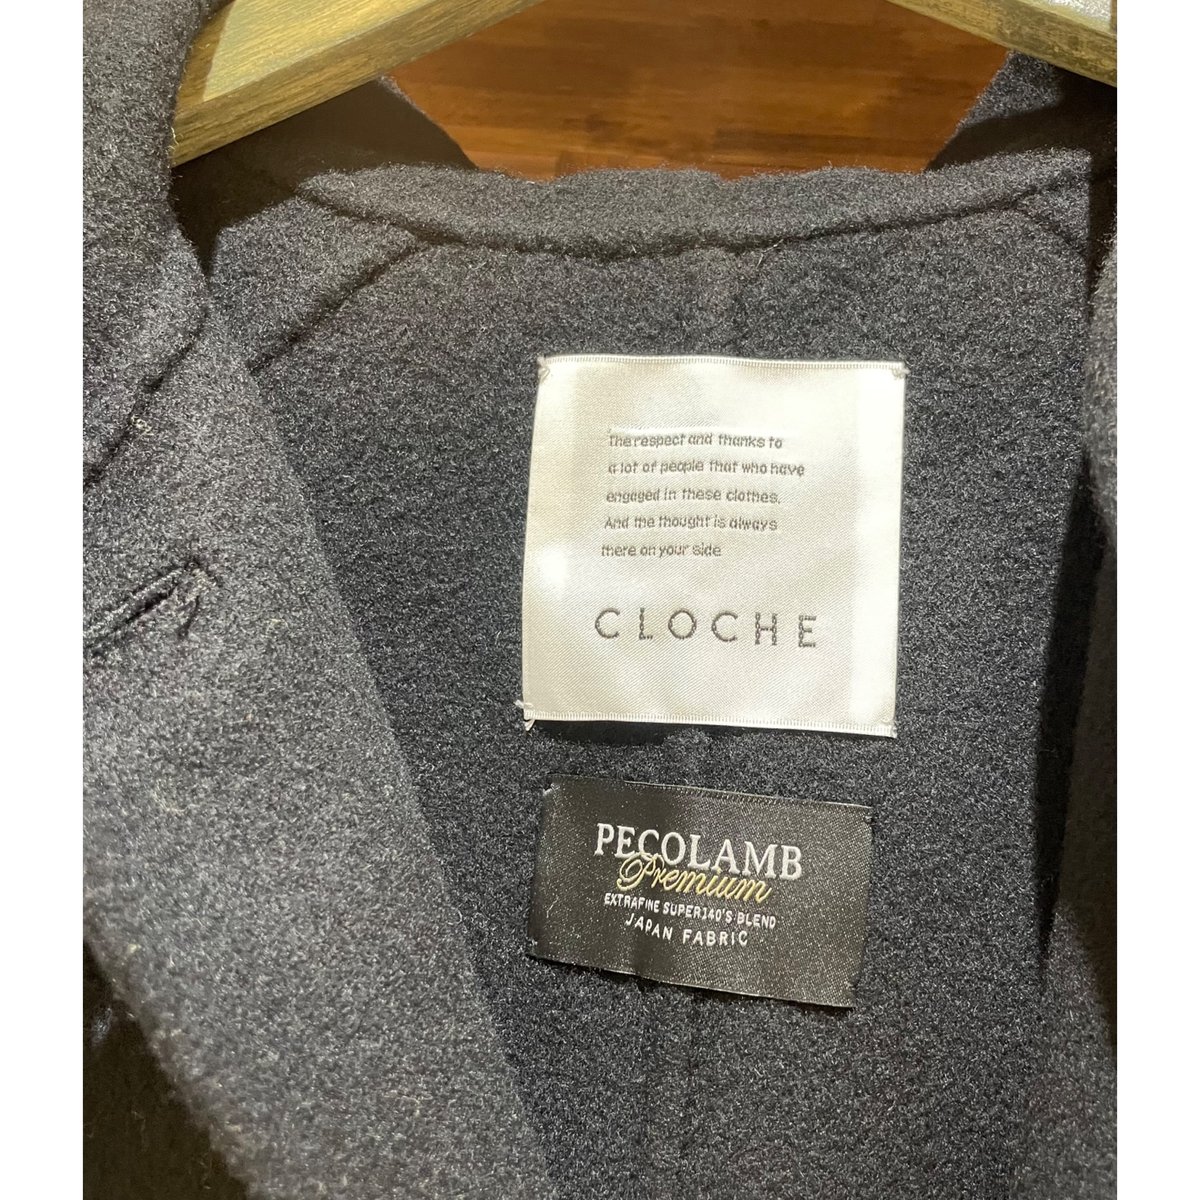 The respect and thanks to
a lot of people that who have
engaged in these clothes.
And the thought is always
there on your side
CLOCHE
PECOLAMB
Premium
EXTRAFINE SUPER140'S BLEND
JAPAN FABRIC